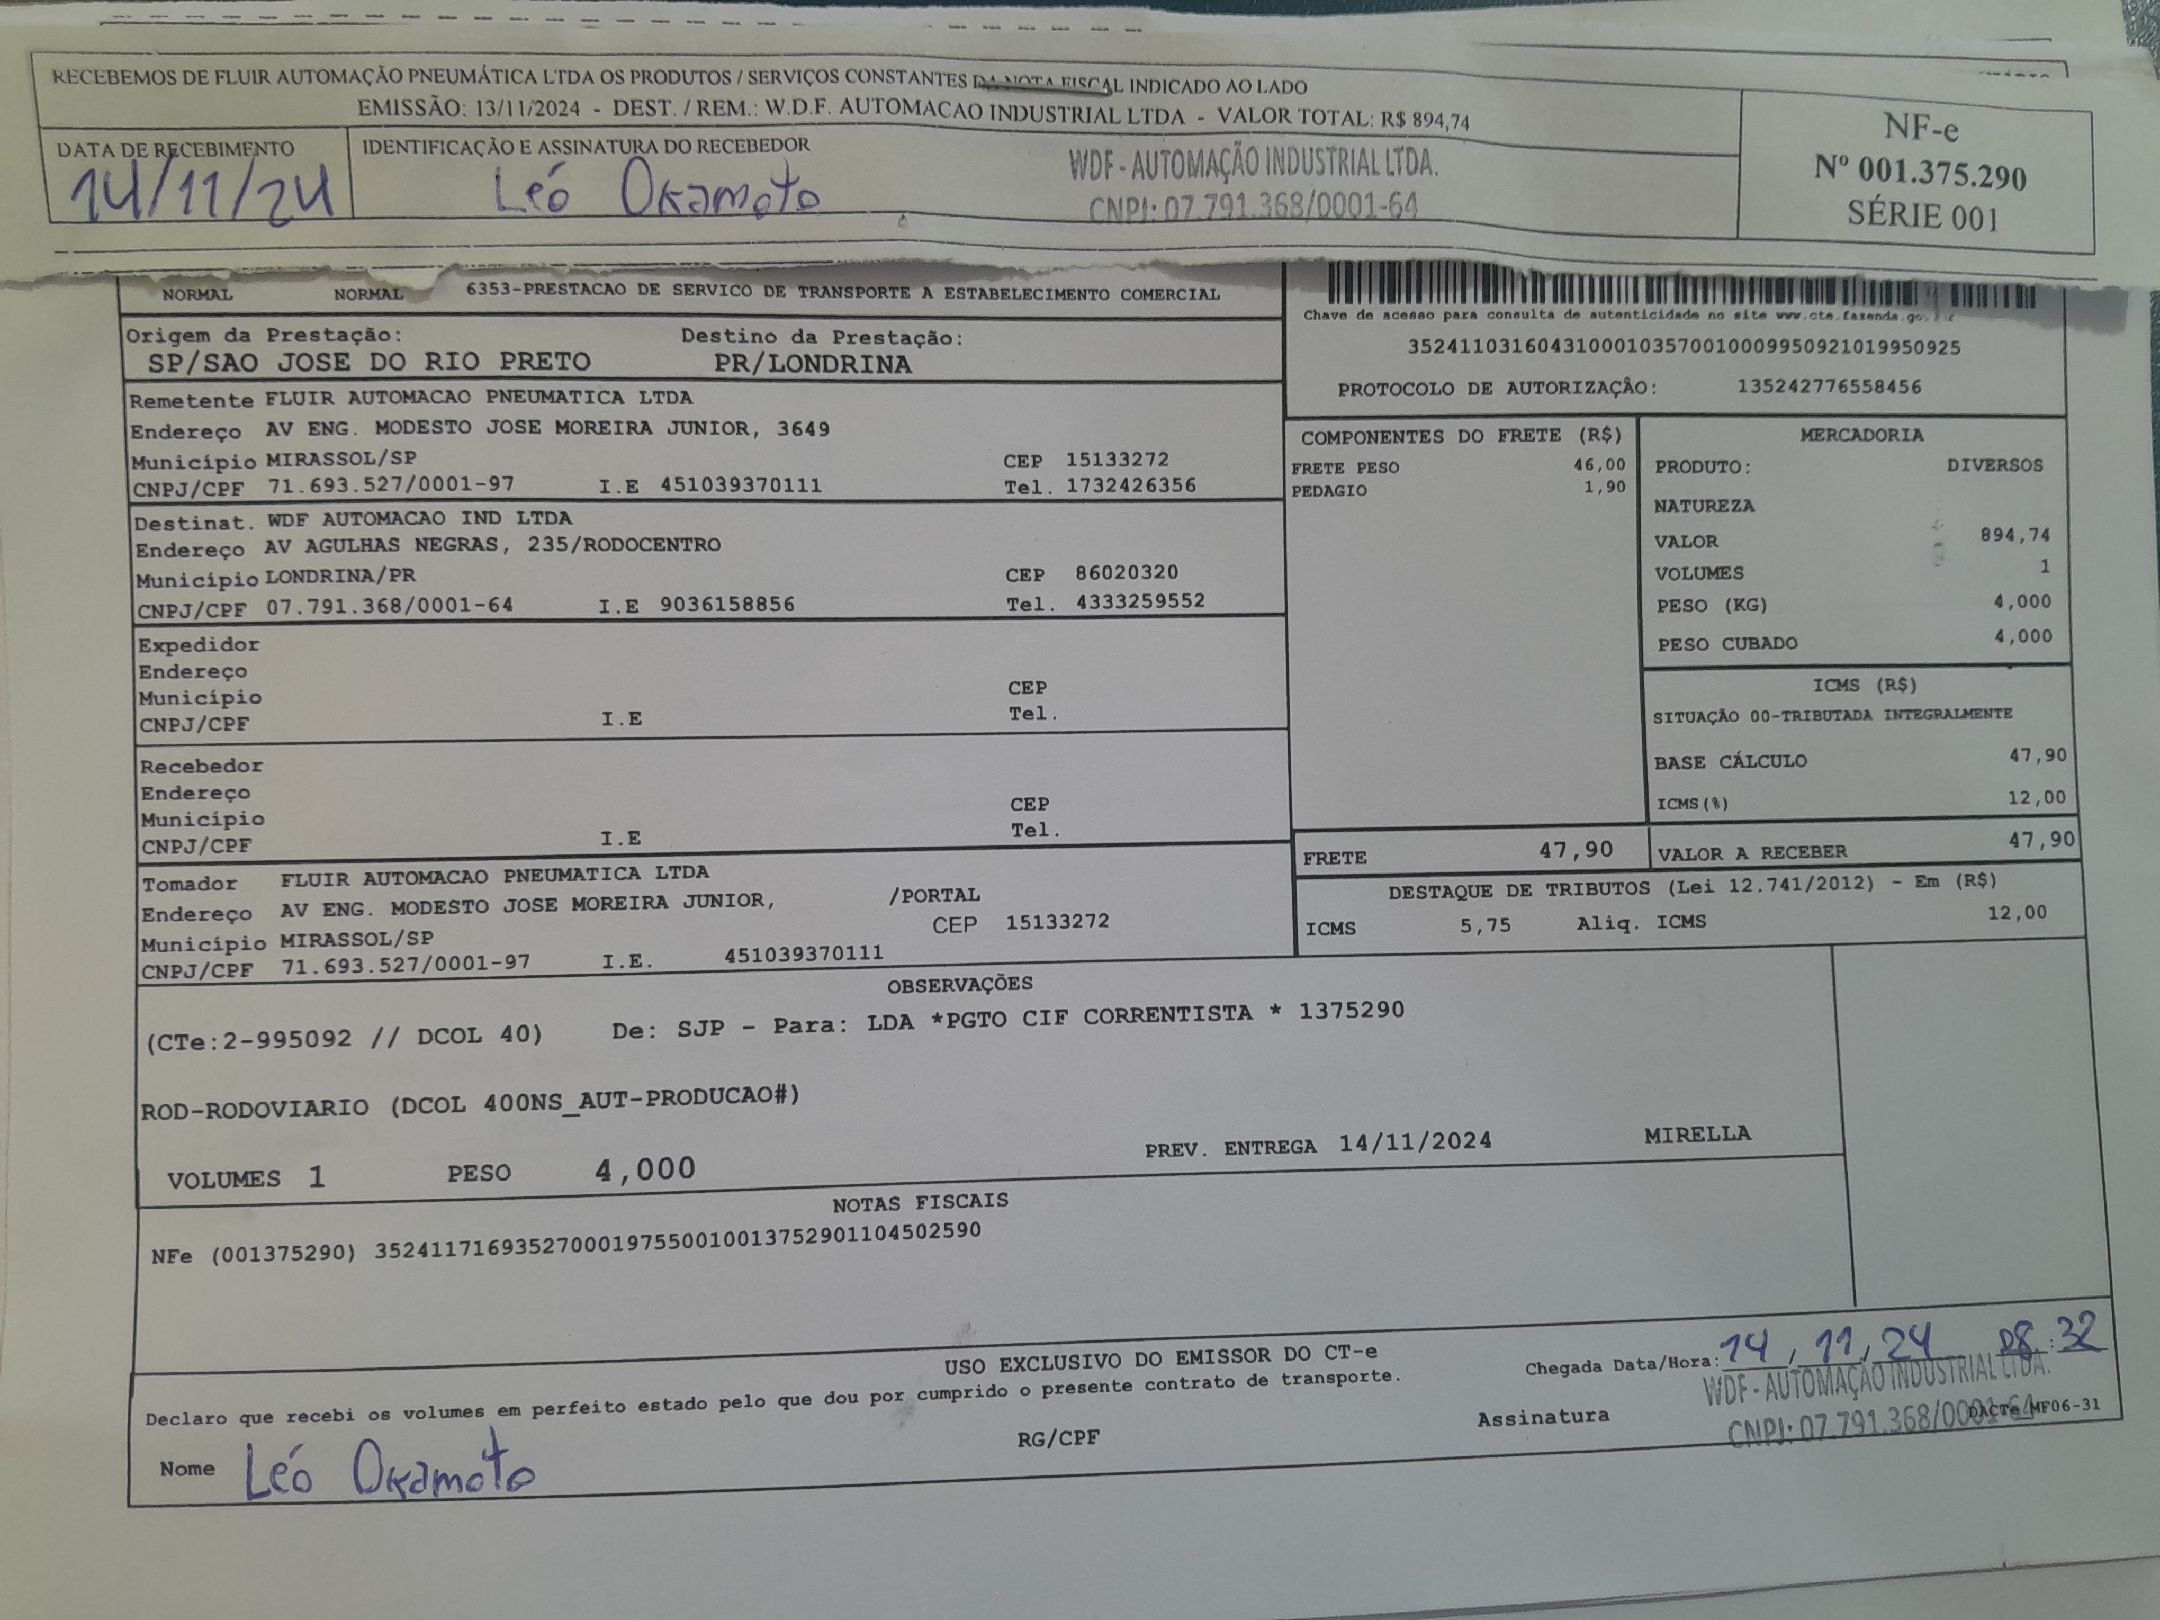 RECEBEMOS DE FLUIR AUTOMAÇÃO PNEUMÁTICA LTDA OS PRODUTOS / SERVIÇOS CONSTANTES DA NOTA FISCAL INDICADO AO LADO
EMISSÃO: 13/11/2024 - DEST. / REM.: W.D.F. AUTOMACAO INDUSTRIAL LTDA - VALOR TOTAL: R$ 894,74
NF-e
Nº 001.375.290
SÉRIE 001
DATA DE RECEBIMENTO
14/11/24
IDENTIFICAÇÃO E ASSINATURA DO RECEBEDOR
Léo Okamoto
WDF - AUTOMAÇÃO INDUSTRIAL LTDA.
CNPJ: 07.791.368/0001-64
NORMAL NORMAL 6353-PRESTACAO DE SERVICO DE TRANSPORTE A ESTABELECIMENTO COMERCIAL
Chave de acesso para consulta de autenticidade no site www.cte.fazenda.go
35241103160431000103570010009950921019950925
PROTOCOLO DE AUTORIZAÇÃO: 135242776558456
Origem da Prestação: Destino da Prestação:
SP/SAO JOSE DO RIO PRETO PR/LONDRINA
Remetente FLUIR AUTOMACAO PNEUMATICA LTDA
Endereço AV ENG. MODESTO JOSE MOREIRA JUNIOR, 3649
Município MIRASSOL/SP CEP 15133272
CNPJ/CPF 71.693.527/0001-97 I.E 451039370111 Tel. 1732426356
Destinat. WDF AUTOMACAO IND LTDA
Endereço AV AGULHAS NEGRAS, 235/RODOCENTRO
Município LONDRINA/PR CEP 86020320
CNPJ/CPF 07.791.368/0001-64 I.E 9036158856 Tel. 4333259552
Expedidor
Endereço
Município CEP
CNPJ/CPF I.E Tel.
Recebedor
Endereço
Município CEP
CNPJ/CPF I.E Tel.
Tomador FLUIR AUTOMACAO PNEUMATICA LTDA
Endereço AV ENG. MODESTO JOSE MOREIRA JUNIOR, /PORTAL
Município MIRASSOL/SP CEP 15133272
CNPJ/CPF 71.693.527/0001-97 I.E. 451039370111
COMPONENTES DO FRETE (R$)
FRETE PESO 46,00
PEDAGIO 1,90
MERCADORIA
PRODUTO: DIVERSOS
NATUREZA
VALOR 894,74
VOLUMES 1
PESO (KG) 4,000
PESO CUBADO 4,000
ICMS (R$)
SITUAÇÃO 00-TRIBUTADA INTEGRALMENTE
BASE CÁLCULO 47,90
ICMS(%) 12,00
FRETE 47,90 VALOR A RECEBER 47,90
DESTAQUE DE TRIBUTOS (Lei 12.741/2012) - Em (R$)
ICMS 5,75 Aliq. ICMS 12,00
OBSERVAÇÕES
(CTe:2-995092 // DCOL 40) De: SJP - Para: LDA *PGTO CIF CORRENTISTA * 1375290
ROD-RODOVIARIO (DCOL 400NS_AUT-PRODUCAO#)
VOLUMES 1 PESO 4,000 PREV. ENTREGA 14/11/2024 MIRELLA
NOTAS FISCAIS
NFe (001375290) 35241171693527000197550010013752901104502590
USO EXCLUSIVO DO EMISSOR DO CT-e
Declaro que recebi os volumes em perfeito estado pelo que dou por cumprido o presente contrato de transporte.
Chegada Data/Hora: 14, 11, 24 08:32
WDF - AUTOMAÇÃO INDUSTRIAL LTDA.
CNPJ: 07.791.368/0001-64
Nome Léo Okamoto RG/CPF Assinatura
DACTe MF06-31